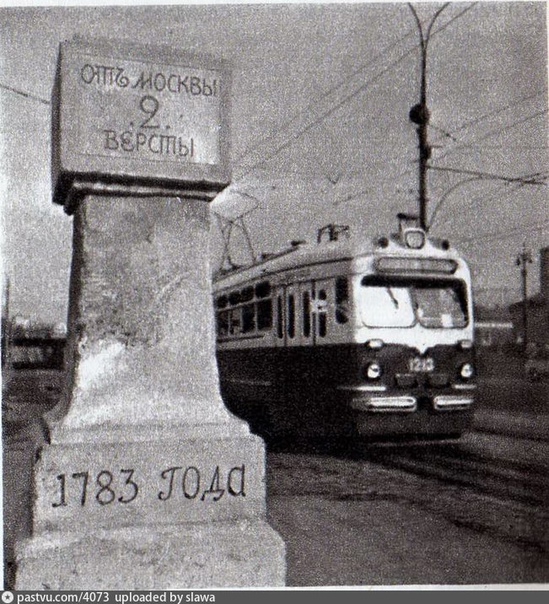 ОТЪ МОСКВЫ
2
ВЕРСТЫ
1783 ГОДА
1213
pastvu.com/4073 uploaded by slawa